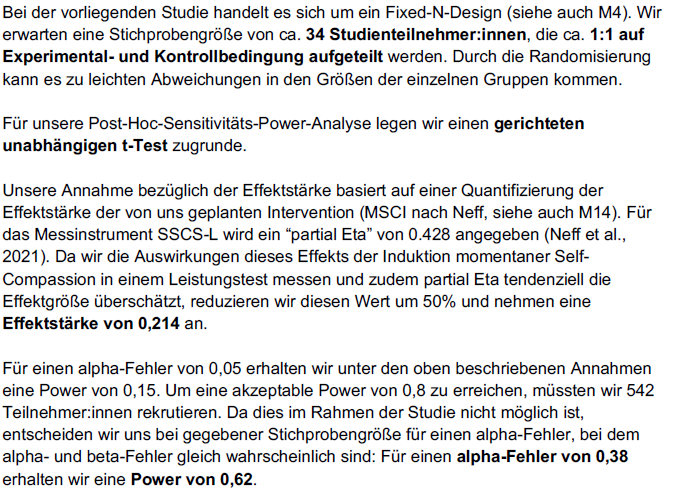 Bei der vorliegenden Studie handelt es sich um ein Fixed-N-Design (siehe auch M4). Wir
erwarten eine Stichprobengröße von ca. 34 Studienteilnehmer:innen, die ca. 1:1 auf
Experimental- und Kontrollbedingung aufgeteilt werden. Durch die Randomisierung
kann es zu leichten Abweichungen in den Größen der einzelnen Gruppen kommen.
Für unsere Post-Hoc-Sensitivitäts-Power-Analyse legen wir einen gerichteten
unabhängigen t-Test zugrunde.
Unsere Annahme bezüglich der Effektstärke basiert auf einer Quantifizierung der
Effektstärke der von uns geplanten Intervention (MSCI nach Neff, siehe auch M14). Für
das Messinstrument SSCS-L wird ein “partial Eta” von 0.428 angegeben (Neff et al.,
2021). Da wir die Auswirkungen dieses Effekts der Induktion momentaner Self-
Compassion in einem Leistungstest messen und zudem partial Eta tendenziell die
Effektgröße überschätzt, reduzieren wir diesen Wert um 50% und nehmen eine
Effektstärke von 0,214 an.
Für einen alpha-Fehler von 0,05 erhalten wir unter den oben beschriebenen Annahmen
eine Power von 0,15. Um eine akzeptable Power von 0,8 zu erreichen, müssten wir 542
Teilnehmer:innen rekrutieren. Da dies im Rahmen der Studie nicht möglich ist,
entscheiden wir uns bei gegebener Stichprobengröße für einen alpha-Fehler, bei dem
alpha- und beta-Fehler gleich wahrscheinlich sind: Für einen alpha-Fehler von 0,38
erhalten wir eine Power von 0,62.